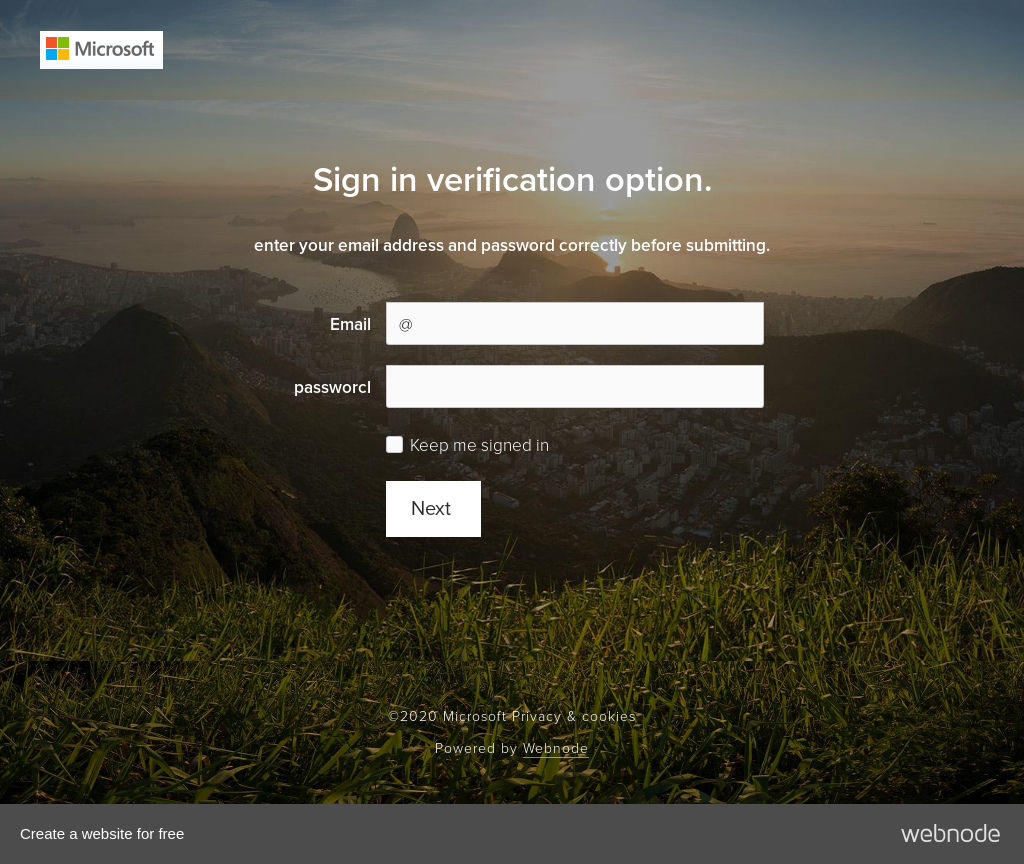 Microsoft
Sign in verification option.
enter your email address and password correctly before submitting.
Email
@
passworcl
Keep me signed in
Next
©2020 Microsoft Privacy & cookies
Powered by Webnode
Create a website for free
webnode